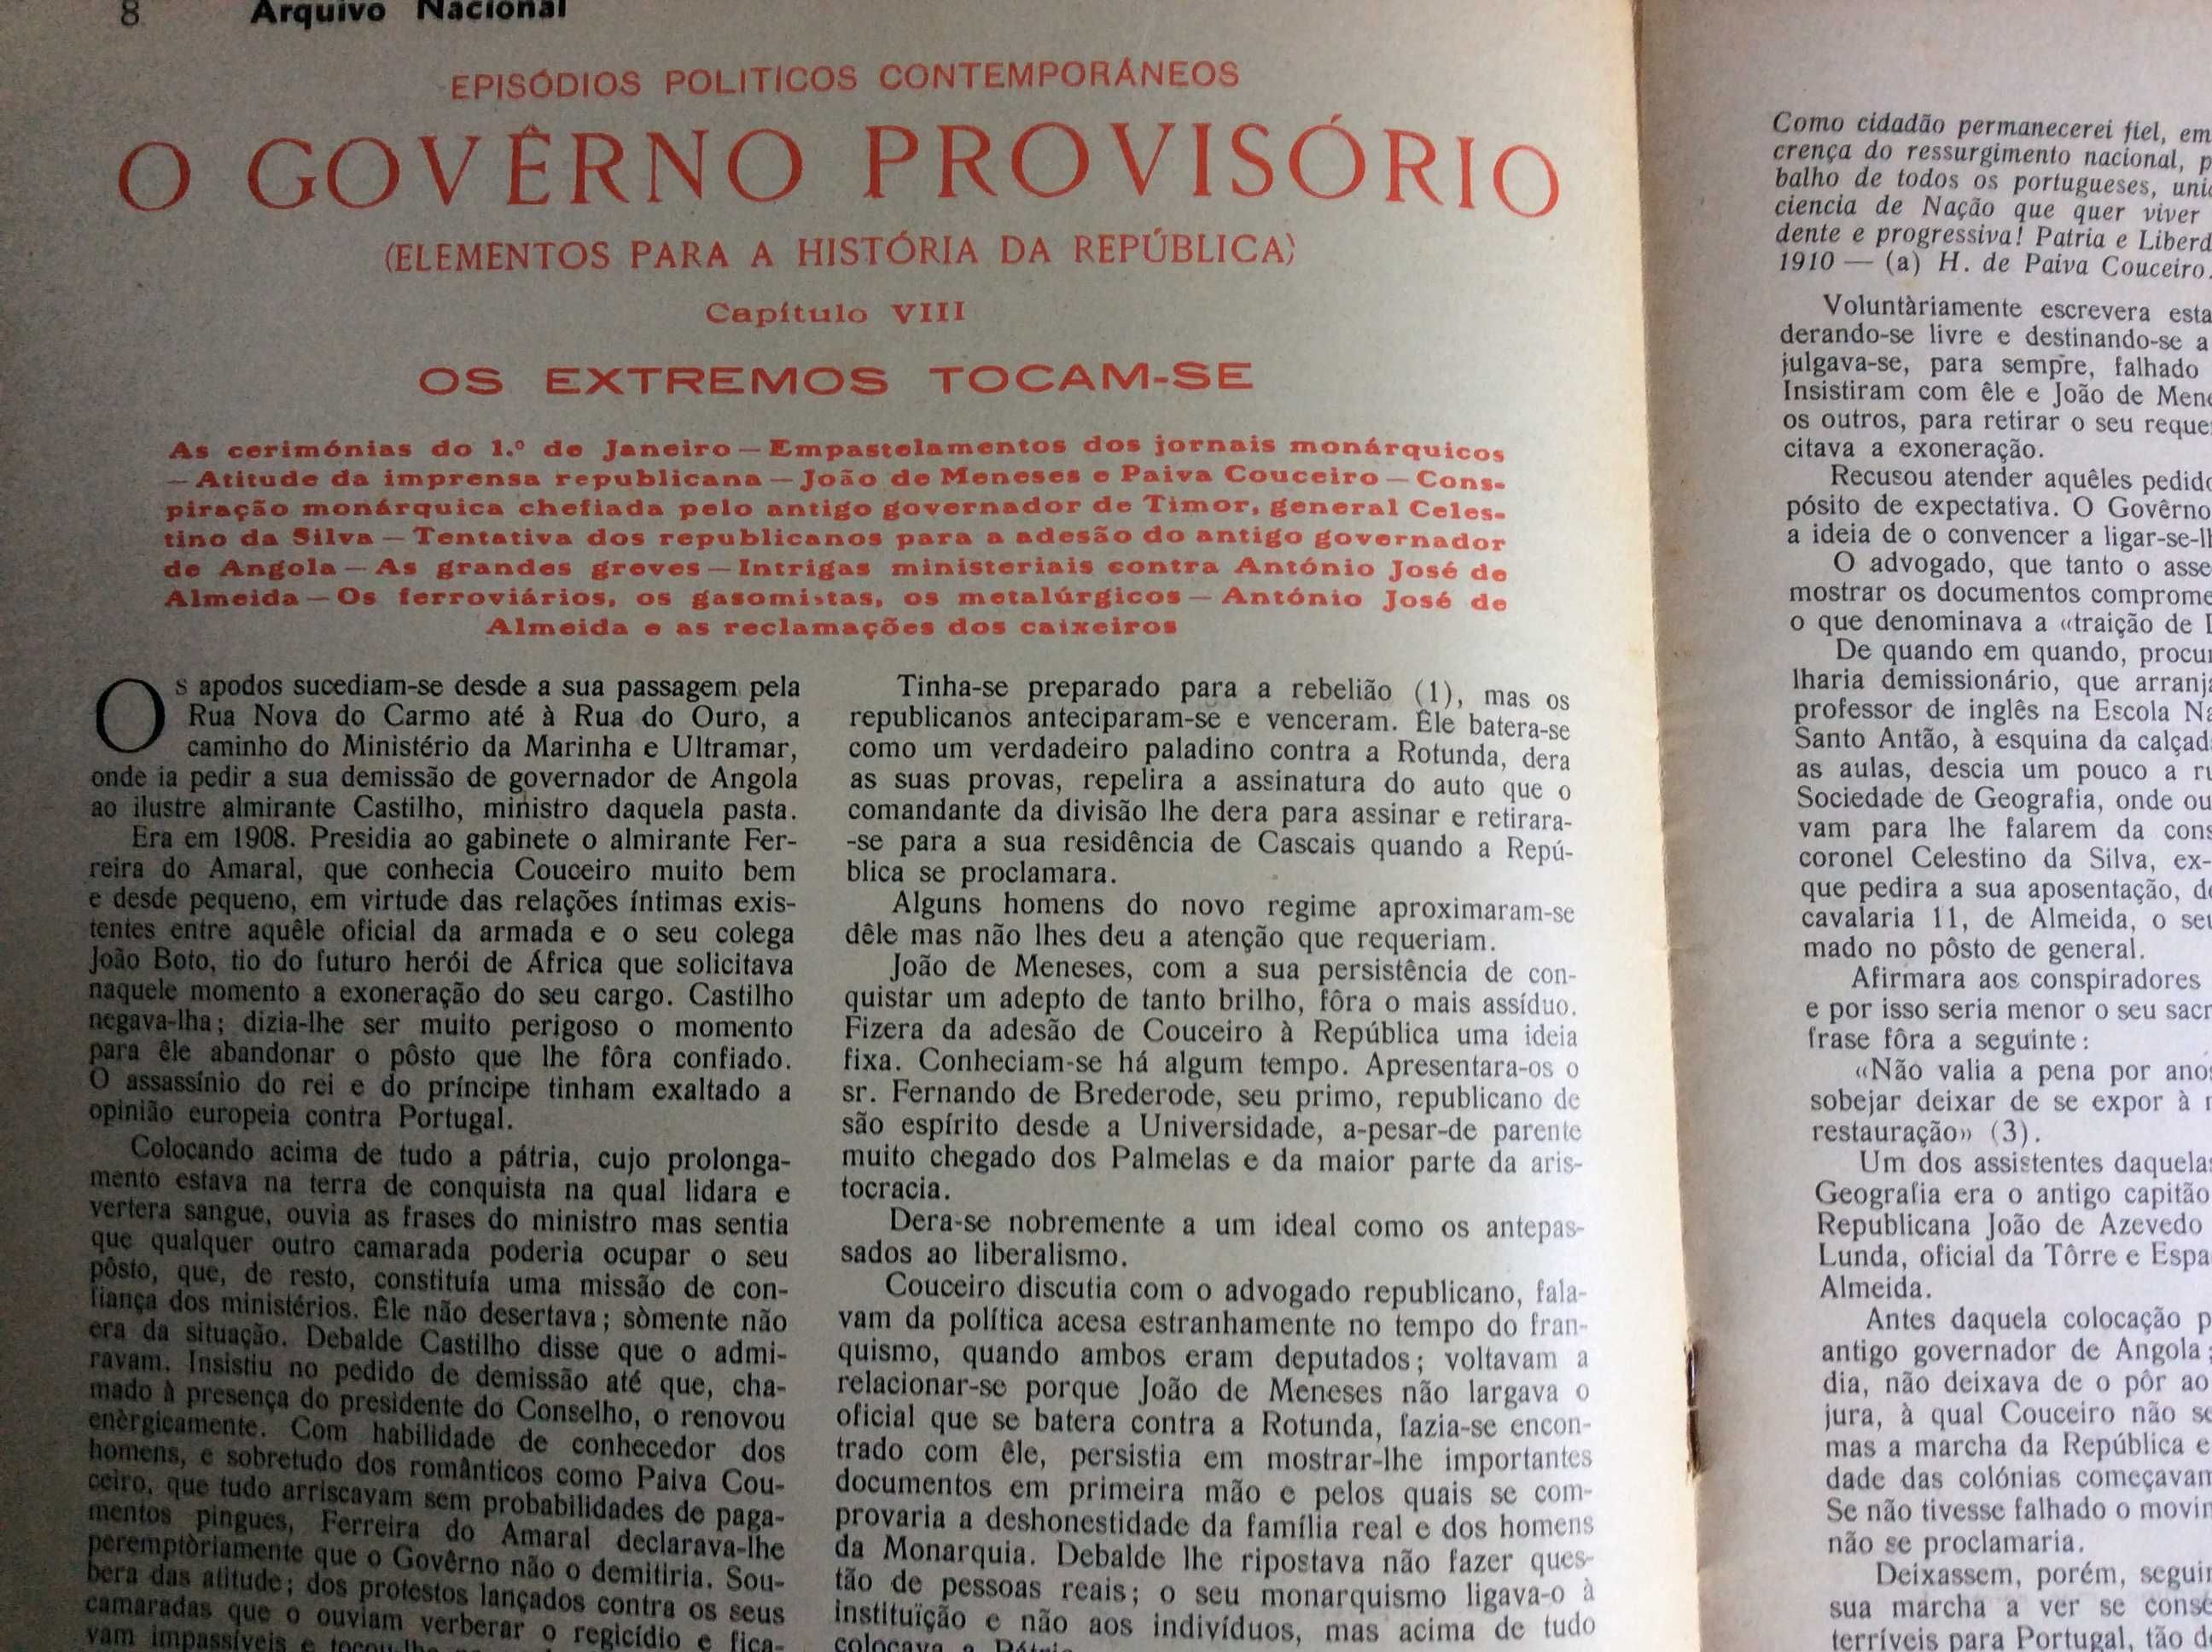 8 Arquivo Nacional
EPISÓDIOS POLITICOS CONTEMPORÂNEOS
O GOVÊRNO PROVISÓRIO
(ELEMENTOS PARA A HISTÓRIA DA REPÚBLICA)
Capítulo VIII
OS EXTREMOS TOCAM-SE
As cerimónias do 1.º de Janeiro — Empastelamentos dos jornais monárquicos
— Atitude da imprensa republicana — João de Meneses e Paiva Couceiro — Cons-
piração monárquica chefiada pelo antigo governador de Timor, general Celes-
tino da Silva — Tentativa dos republicanos para a adesão do antigo governador
de Angola — As grandes greves — Intrigas ministeriais contra António José de
Almeida — Os ferroviários, os gasomistas, os metalúrgicos — António José de
Almeida e as reclamações dos caixeiros
Os apodos sucediam-se desde a sua passagem pela
Rua Nova do Carmo até à Rua do Ouro, a
caminho do Ministério da Marinha e Ultramar,
onde ia pedir a sua demissão de governador de Angola
ao ilustre almirante Castilho, ministro daquela pasta.
Era em 1908. Presidia ao gabinete o almirante Fer-
reira do Amaral, que conhecia Couceiro muito bem
e desde pequeno, em virtude das relações íntimas exis-
tentes entre aquêle oficial da armada e o seu colega
João Boto, tio do futuro herói de África que solicitava
naquele momento a exoneração do seu cargo. Castilho
negava-lha; dizia-lhe ser muito perigoso o momento
para êle abandonar o pôsto que lhe fôra confiado.
O assassínio do rei e do príncipe tinham exaltado a
opinião europeia contra Portugal.
Colocando acima de tudo a pátria, cujo prolonga-
mento estava na terra de conquista na qual lidara e
vertera sangue, ouvia as frases do ministro mas sentia
que qualquer outro camarada poderia ocupar o seu
pôsto, que, de resto, constituía uma missão de con-
fiança dos ministérios. Êle não desertava; sòmente não
era da situação. Debalde Castilho disse que o admi-
ravam. Insistiu no pedido de demissão até que, cha-
mado à presença do presidente do Conselho, o renovou
enèrgicamente. Com habilidade de conhecedor dos
homens, e sobretudo dos românticos como Paiva Cou-
ceiro, que tudo arriscavam sem probabilidades de paga-
mentos pingues, Ferreira do Amaral declarava-lhe
peremptòriamente que o Govêrno não o demitiria. Sou-
bera das atitude; dos protestos lançados contra os seus
camaradas que o ouviam verberar o regicídio e fica-
vam impassíveis e
Tinha-se preparado para a rebelião (1), mas os
republicanos anteciparam-se e venceram. Êle batera-se
como um verdadeiro paladino contra a Rotunda, dera
as suas provas, repelira a assinatura do auto que o
comandante da divisão lhe dera para assinar e retirara-
-se para a sua residência de Cascais quando a Repú-
blica se proclamara.
Alguns homens do novo regime aproximaram-se
dêle mas não lhes deu a atenção que requeriam.
João de Meneses, com a sua persistência de con-
quistar um adepto de tanto brilho, fôra o mais assíduo.
Fizera da adesão de Couceiro à República uma ideia
fixa. Conheciam-se há algum tempo. Apresentara-os o
sr. Fernando de Brederode, seu primo, republicano de
são espírito desde a Universidade, a-pesar-de parente
muito chegado dos Palmelas e da maior parte da aris-
tocracia.
Dera-se nobremente a um ideal como os antepas-
sados ao liberalismo.
Couceiro discutia com o advogado republicano, fala-
vam da política acesa estranhamente no tempo do fran-
quismo, quando ambos eram deputados; voltavam a
relacionar-se porque João de Meneses não largava o
oficial que se batera contra a Rotunda, fazia-se encon-
trado com êle, persistia em mostrar-lhe importantes
documentos em primeira mão e pelos quais se com-
provaria a deshonestidade da família real e dos homens
da Monarquia. Debalde lhe ripostava não fazer ques-
tão de pessoas reais; o seu monarquismo ligava-o à
instituïção e não aos indivíduos, mas acima de tudo
colocava a Pátria
Como cidadão permanecerei fiel, em
crença do ressurgimento nacional, p
balho de todos os portugueses, uni
ciencia de Nação que quer viver
dente e progressiva! Patria e Liberd
1910 — (a) H. de Paiva Couceiro.
Voluntàriamente escrevera esta
derando-se livre e destinando-se a
julgava-se, para sempre, falhado
Insistiram com êle e João de Mene
os outros, para retirar o seu reque
citava a exoneração.
Recusou atender aquêles pedido
pósito de expectativa. O Govêrno
a ideia de o convencer a ligar-se-lh
O advogado, que tanto o asse
mostrar os documentos comprome
o que denominava a «traição de
De quando em quando, procu
lharia demissionário, que arranj
professor de inglês na Escola Na
Santo Antão, à esquina da calçad
as aulas, descia um pouco a ru
Sociedade de Geografia, onde ou
vam para lhe falarem da cons
coronel Celestino da Silva, ex-
que pedira a sua aposentação, de
cavalaria 11, de Almeida, o seu
mado no pôsto de general.
Afirmara aos conspiradores
e por isso seria menor o seu sacr
frase fôra a seguinte:
«Não valia a pena por ano
sobejar deixar de se expor à
restauração» (3).
Um dos assistentes daquela
Geografia era o antigo capitão
Republicana João de Azevedo
Lunda, oficial da Tôrre e Espa
Almeida.
Antes daquela colocação p
antigo governador de Angola;
dia, não deixava de o pôr ao
jura, à qual Couceiro não se
mas a marcha da República e
dade das colónias começavam
Se não tivesse falhado o movim
não se proclamaria.
Deixassem, porém, seguir
sua marcha a ver se conse
terríveis para Portugal, tão